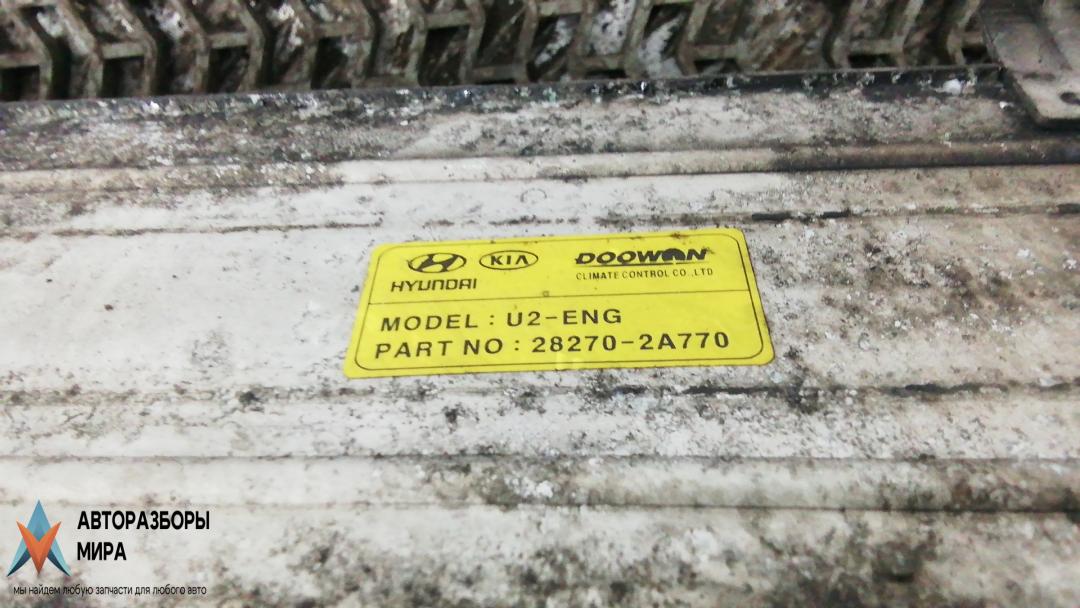 HYUNDAI
KIA
DOOWON
CLIMATE CONTROL CO.,LTD
MODEL : U2-ENG
PART NO : 28270-2A770
АВТОРАЗБОРЫ
МИРА
мы найдем любую запчасти для любого авто